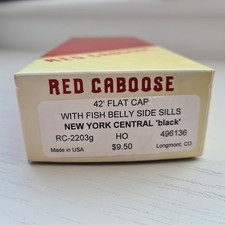 RED CABOOSE
RED CABOOSE
42' FLAT CAP
WITH FISH BELLY SIDE SILLS
NEW YORK CENTRAL 'black'
RC-2203g HO 496136
Made in USA $9.50 Longmont, CO